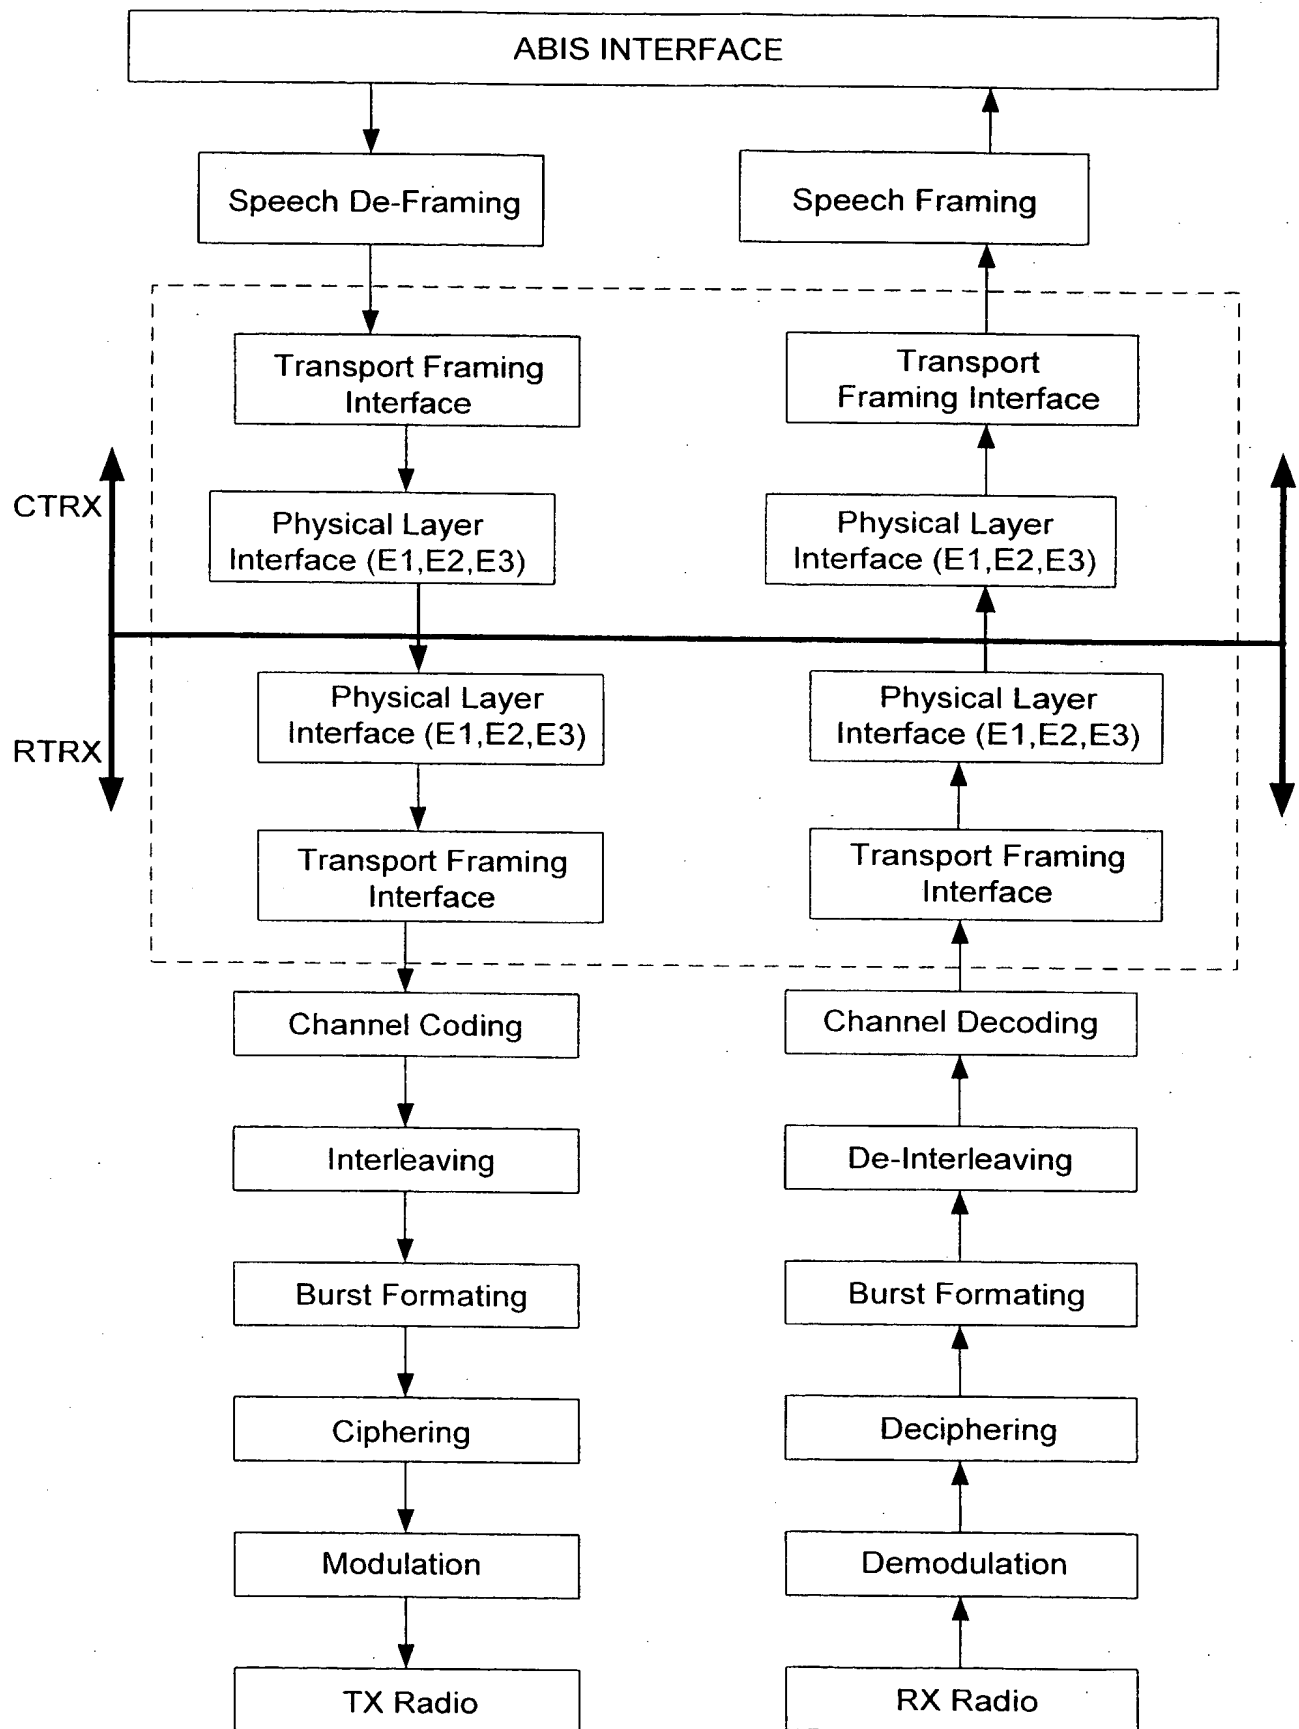 ABIS INTERFACE
Speech De-Framing
Speech Framing
Transport Framing
Interface
Transport
Framing Interface
CTRX
Physical Layer
Interface (E1,E2,E3)
Physical Layer
Interface (E1,E2,E3)
RTRX
Physical Layer
Interface (E1,E2,E3)
Physical Layer
Interface (E1,E2,E3)
Transport Framing
Interface
Transport Framing
Interface
Channel Coding
Channel Decoding
Interleaving
De-Interleaving
Burst Formating
Burst Formating
Ciphering
Deciphering
Modulation
Demodulation
TX Radio
RX Radio